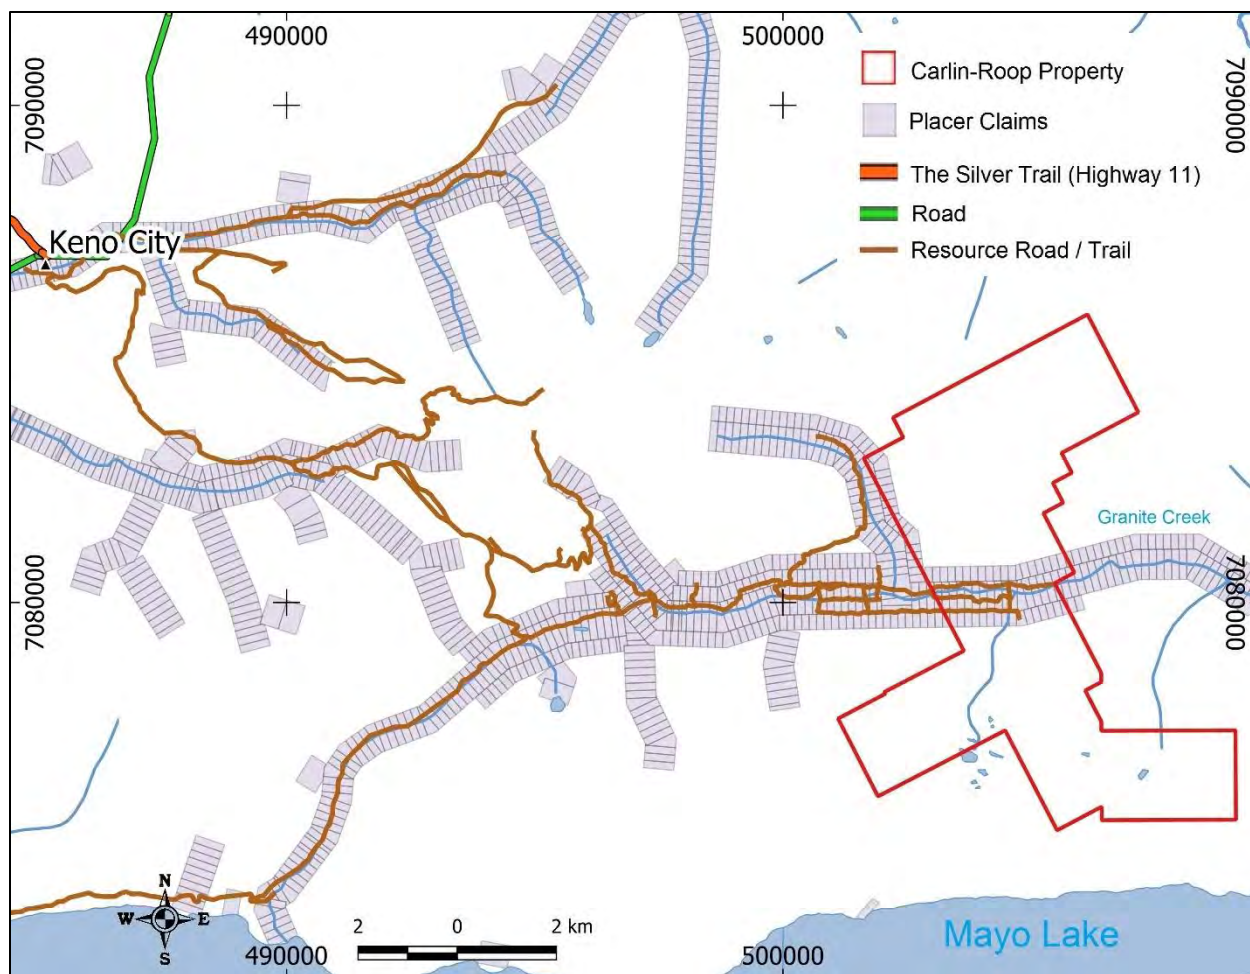 490000
500000
7090000
7090000
Carlin-Roop Property
Placer Claims
The Silver Trail (Highway 11)
Road
Resource Road / Trail
Keno City
Granite Creek
7080000
7080000
N
W E
S
2 0 2 km
490000
500000
Mayo Lake